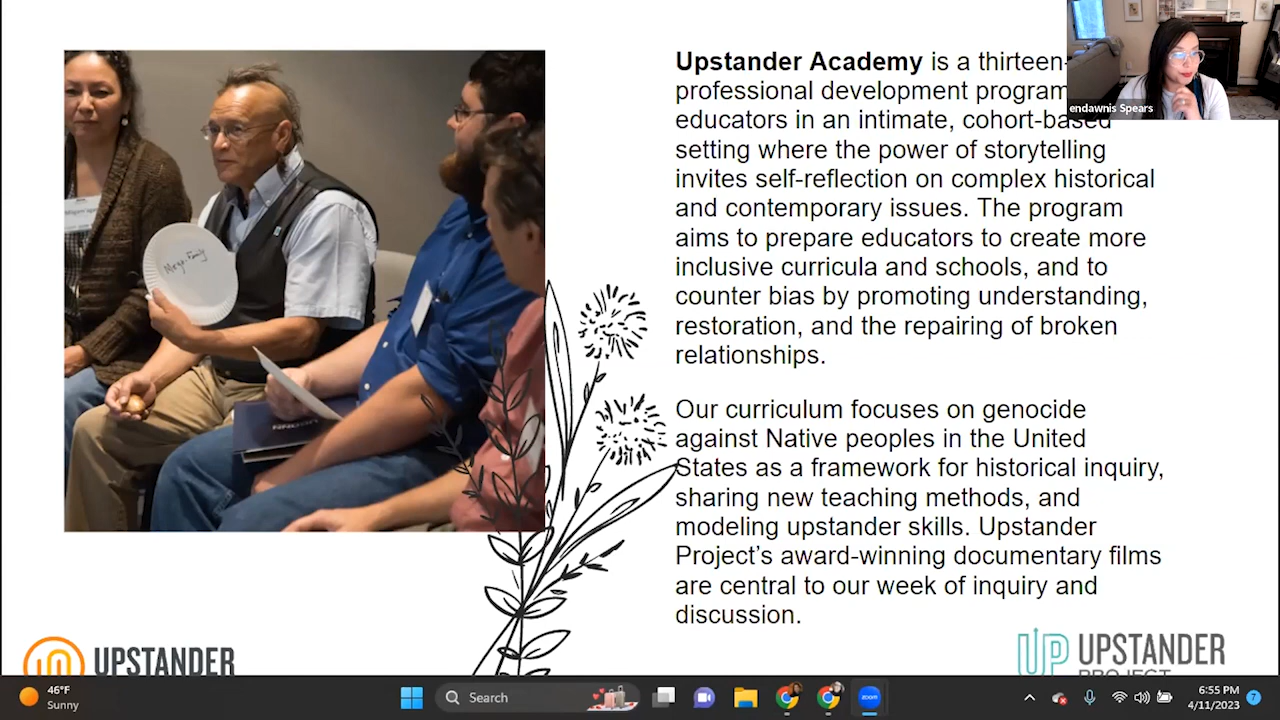 Upstander Academy is a thirteen-
professional development program
endawnis Spears
educators in an intimate, cohort-based
setting where the power of storytelling
invites self-reflection on complex historical
and contemporary issues. The program
aims to prepare educators to create more
inclusive curricula and schools, and to
counter bias by promoting understanding,
restoration, and the repairing of broken
relationships.
Our curriculum focuses on genocide
against Native peoples in the United
States as a framework for historical inquiry,
sharing new teaching methods, and
modeling upstander skills. Upstander
Project's award-winning documentary films
are central to our week of inquiry and
discussion.
UCONN
UPSTANDER
UP UPSTANDER
PROJECT
46°F
Sunny
Search
zoom
6:55 PM
4/11/2023
7